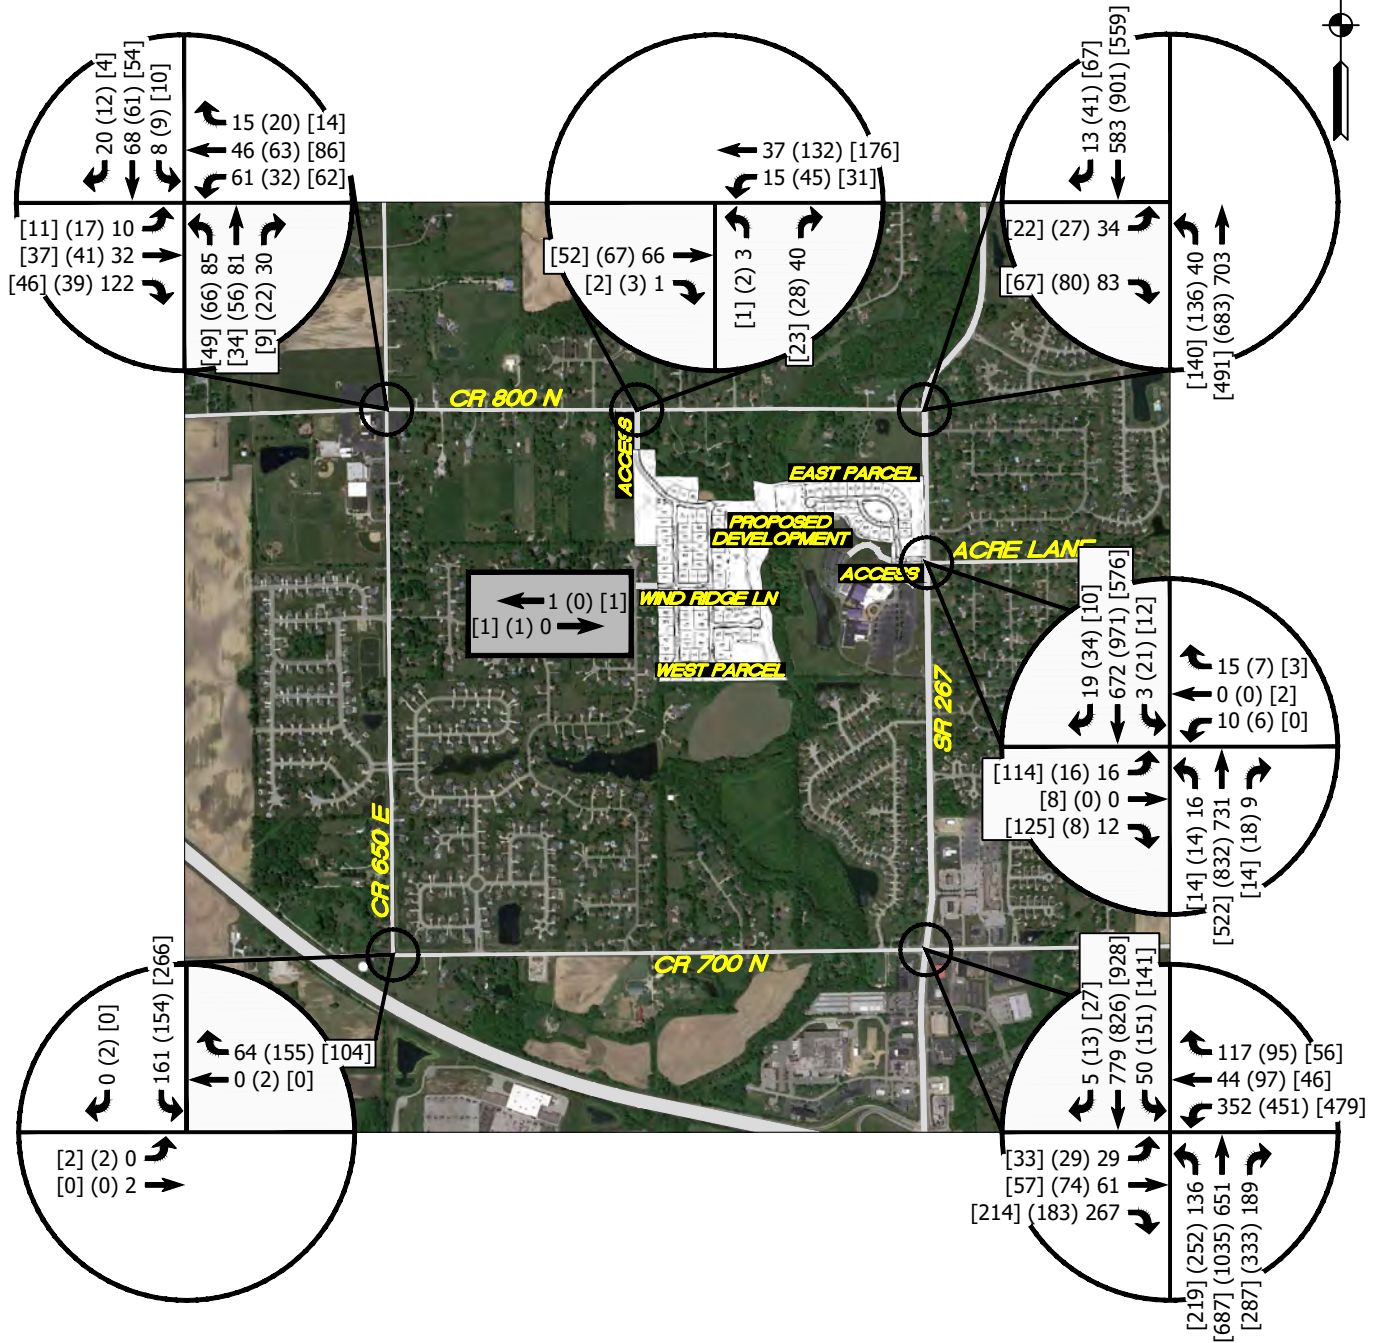 20 (12) [4]
68 (61) [54]
8 (9) [10]
15 (20) [14]
46 (63) [86]
61 (32) [62]
[11] (17) 10
[37] (41) 32
[46] (39) 122
[49] (66) 85
[34] (56) 81
[9] (22) 30
37 (132) [176]
15 (45) [31]
[52] (67) 66
[2] (3) 1
[1] (2) 3
[23] (28) 40
13 (41) [67]
583 (901) [559]
[22] (27) 34
[67] (80) 83
[140] (136) 40
[491] (683) 703
CR 800 N
ACCESS
EAST PARCEL
PROPOSED
DEVELOPMENT
ACRE LANE
ACCESS
WIND RIDGE LN
WEST PARCEL
1 (0) [1]
[1] (1) 0
SR 267
CR 650 E
CR 700 N
19 (34) [10]
672 (971) [576]
3 (21) [12]
15 (7) [3]
0 (0) [2]
10 (6) [0]
[114] (16) 16
[8] (0) 0
[125] (8) 12
[14] (14) 16
[522] (832) 731
[14] (18) 9
0 (2) [0]
161 (154) [266]
64 (155) [104]
0 (2) [0]
[2] (2) 0
[0] (0) 2
5 (13) [27]
779 (826) [928]
50 (151) [141]
117 (95) [56]
44 (97) [46]
352 (451) [479]
[33] (29) 29
[57] (74) 61
[214] (183) 267
[219] (252) 136
[687] (1035) 651
[287] (333) 189